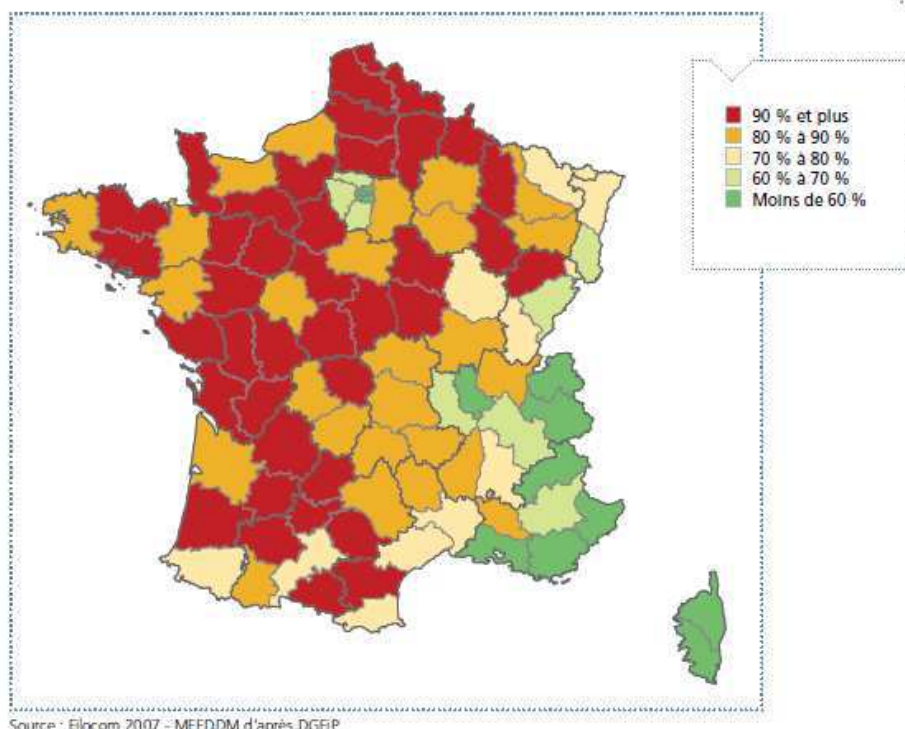 90 % et plus
80 % à 90 %
70 % à 80 %
60 % à 70 %
Moins de 60 %
Source : Filocom 2007 - MEEDDM d'après DGFiP